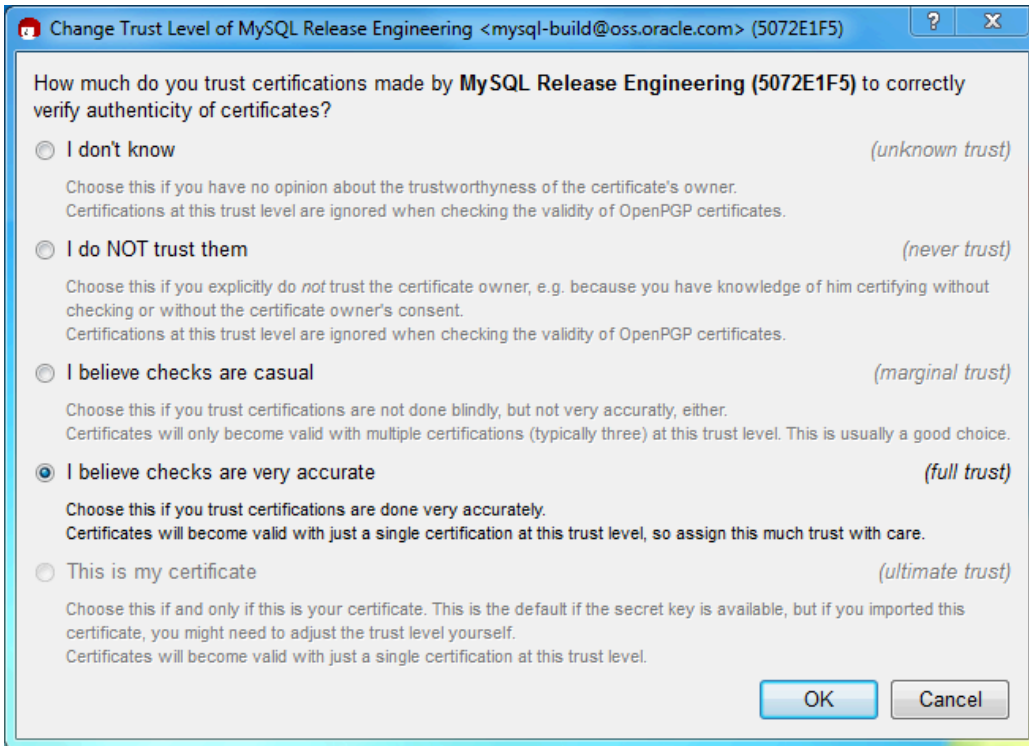 Change Trust Level of MySQL Release Engineering <mysql-build@oss.oracle.com> (5072E1F5)
How much do you trust certifications made by MySQL Release Engineering (5072E1F5) to correctly
verify authenticity of certificates?
I don't know (unknown trust)
Choose this if you have no opinion about the trustworthyness of the certificate's owner.
Certifications at this trust level are ignored when checking the validity of OpenPGP certificates.
I do NOT trust them (never trust)
Choose this if you explicitly do not trust the certificate owner, e.g. because you have knowledge of him certifying without
checking or without the certificate owner's consent.
Certifications at this trust level are ignored when checking the validity of OpenPGP certificates.
I believe checks are casual (marginal trust)
Choose this if you trust certifications are not done blindly, but not very accuratly, either.
Certificates will only become valid with multiple certifications (typically three) at this trust level. This is usually a good choice.
I believe checks are very accurate (full trust)
Choose this if you trust certifications are done very accurately.
Certificates will become valid with just a single certification at this trust level, so assign this much trust with care.
This is my certificate (ultimate trust)
Choose this if and only if this is your certificate. This is the default if the secret key is available, but if you imported this
certificate, you might need to adjust the trust level yourself.
Certificates will become valid with just a single certification at this trust level.
OK Cancel